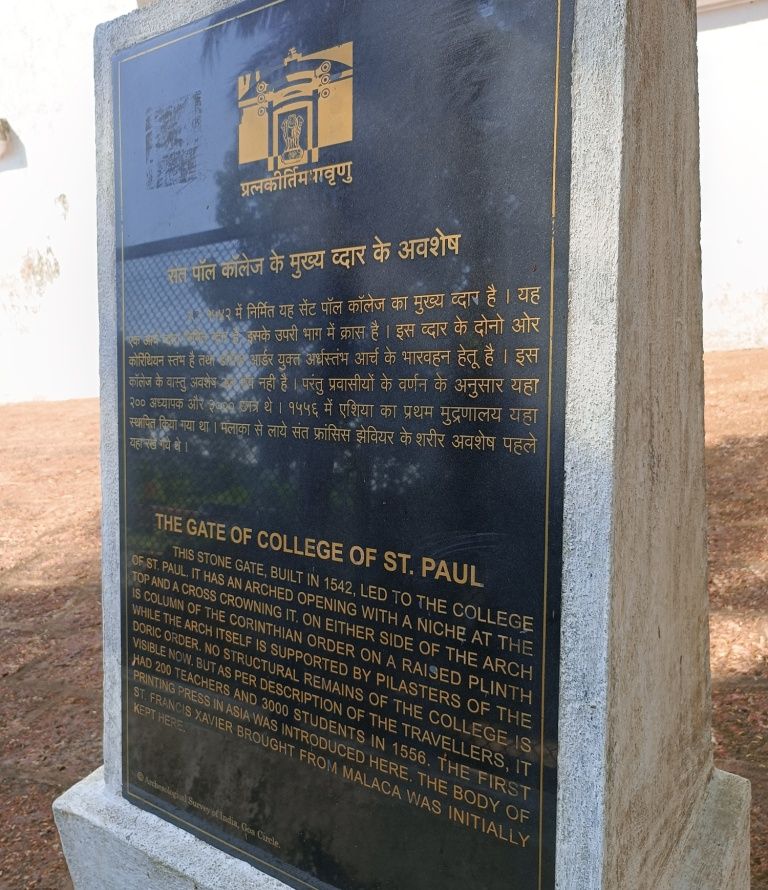 प्रत्नकीर्तिमपावृणु
संत पॉल कॉलेज के मुख्य व्दार के अवशेष
१५४२ में निर्मित यह सेंट पॉल कॉलेज का मुख्य व्दार है । यह
इसके उपरी भाग में क्रास है । इस व्दार के दोनो ओर
कोरिंथियन स्तंभ है तथा आर्डर युक्त अर्धस्तंभ आर्च के भारवहन हेतू है । इस
कॉलेज के वास्तु अवशेष नही है । परंतु प्रवासीयों के वर्णन के अनुसार यहा
२०० अध्यापक और ३००० छात्र थे । १५५६ में एशिया का प्रथम मुद्रणालय यहा
स्थापित किया गया था । मलाका से लाये संत फ्रांसिस झेवियर के शरीर अवशेष पहले
यहा रखे गये थे ।
THE GATE OF COLLEGE OF ST. PAUL
THIS STONE GATE, BUILT IN 1542, LED TO THE COLLEGE
OF ST. PAUL. IT HAS AN ARCHED OPENING WITH A NICHE AT THE
TOP AND A CROSS CROWNING IT. ON EITHER SIDE OF THE ARCH
IS COLUMN OF THE CORINTHIAN ORDER ON A RAISED PLINTH
WHILE THE ARCH ITSELF IS SUPPORTED BY PILASTERS OF THE
DORIC ORDER. NO STRUCTURAL REMAINS OF THE COLLEGE IS
VISIBLE NOW. BUT AS PER DESCRIPTION OF THE TRAVELLERS, IT
HAD 200 TEACHERS AND 3000 STUDENTS IN 1556. THE FIRST
PRINTING PRESS IN ASIA WAS INTRODUCED HERE. THE BODY OF
ST. FRANCIS XAVIER BROUGHT FROM MALACA WAS INITIALLY
KEPT HERE.
© Archaeological Survey of India, Goa Circle.